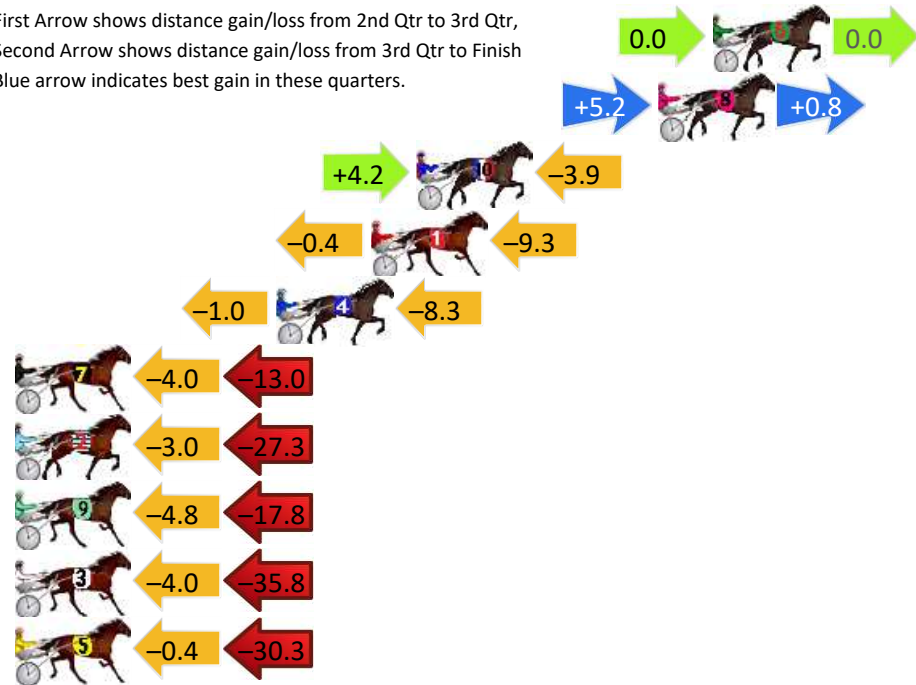 First Arrow shows distance gain/loss from 2nd Qtr to 3rd Qtr,
Second Arrow shows distance gain/loss from 3rd Qtr to Finish
Blue arrow indicates best gain in these quarters.
0.0 6 0.0
+5.2 8 +0.8
+4.2 10 –3.9
–0.4 1 –9.3
–1.0 4 –8.3
7 –4.0 –13.0
2 –3.0 –27.3
9 –4.8 –17.8
3 –4.0 –35.8
5 –0.4 –30.3